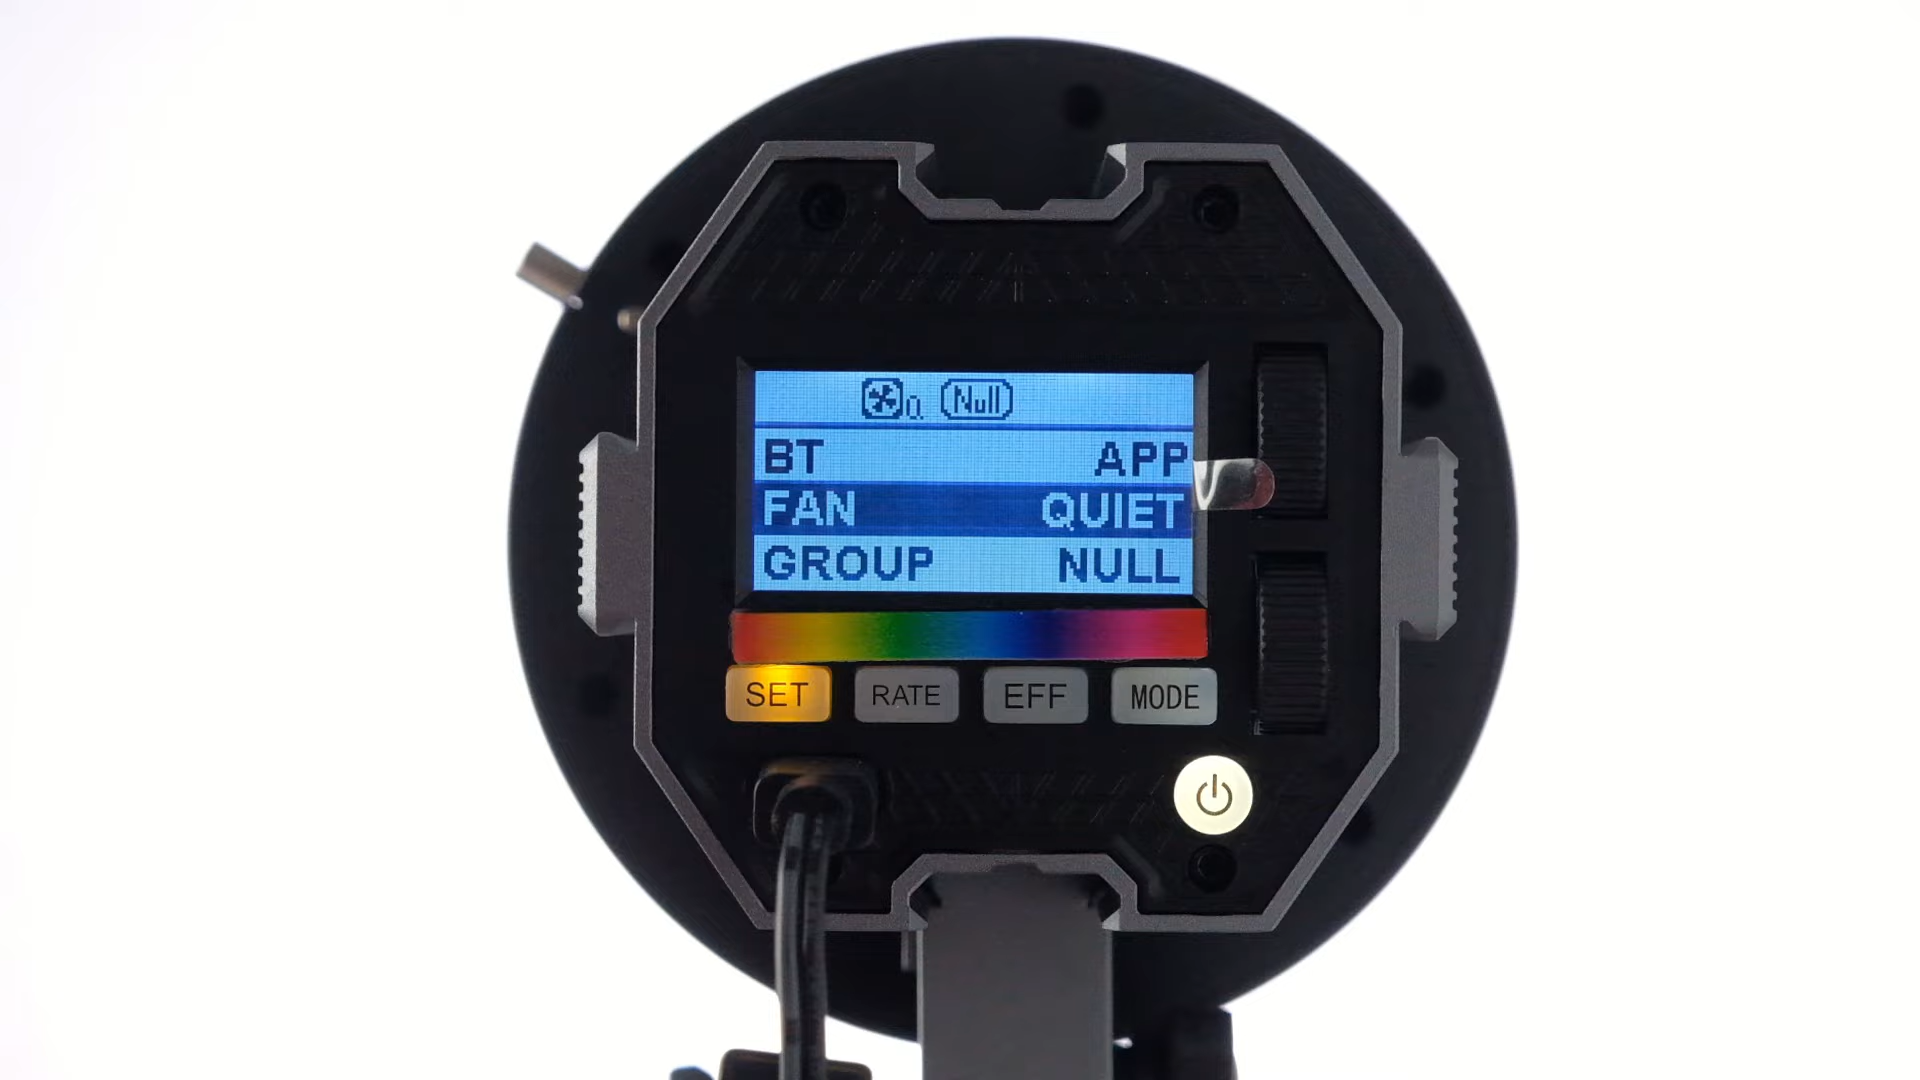 Q Null
BT APP
FAN QUIET
GROUP NULL
SET RATE EFF MODE